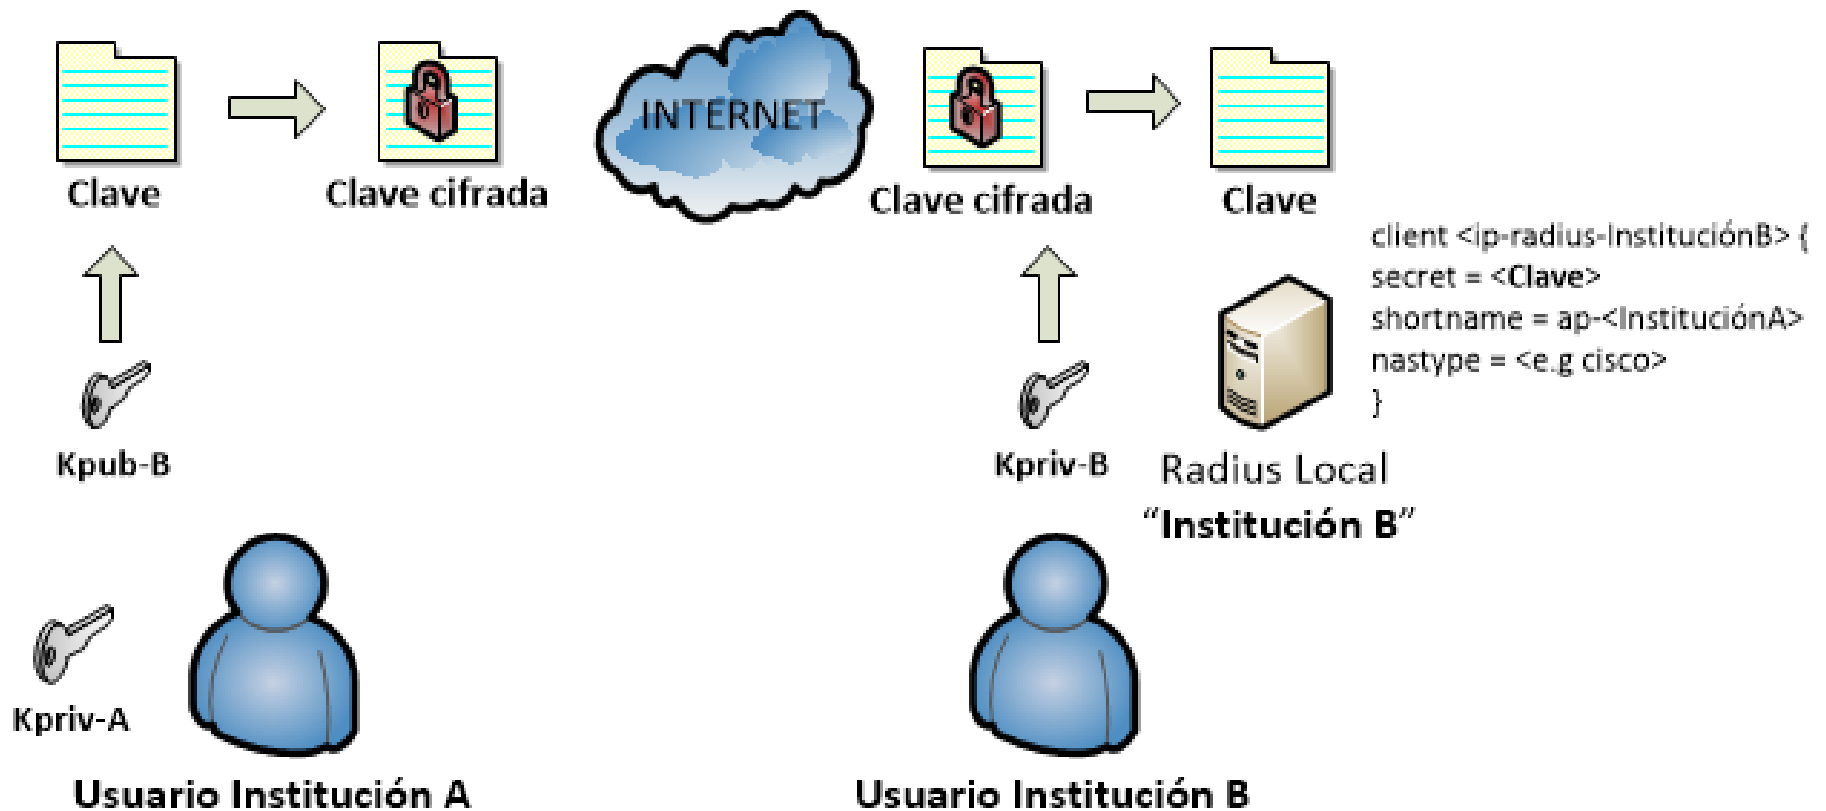 INTERNET
Clave
Clave cifrada
Clave cifrada
Clave
client <ip-radius-InstituciónB> {
secret = <Clave>
shortname = ap-<InstituciónA>
nastype = <e.g cisco>
}
Kpub-B
Kpriv-B
Radius Local
“Institución B”
Kpriv-A
Usuario Institución A
Usuario Institución B